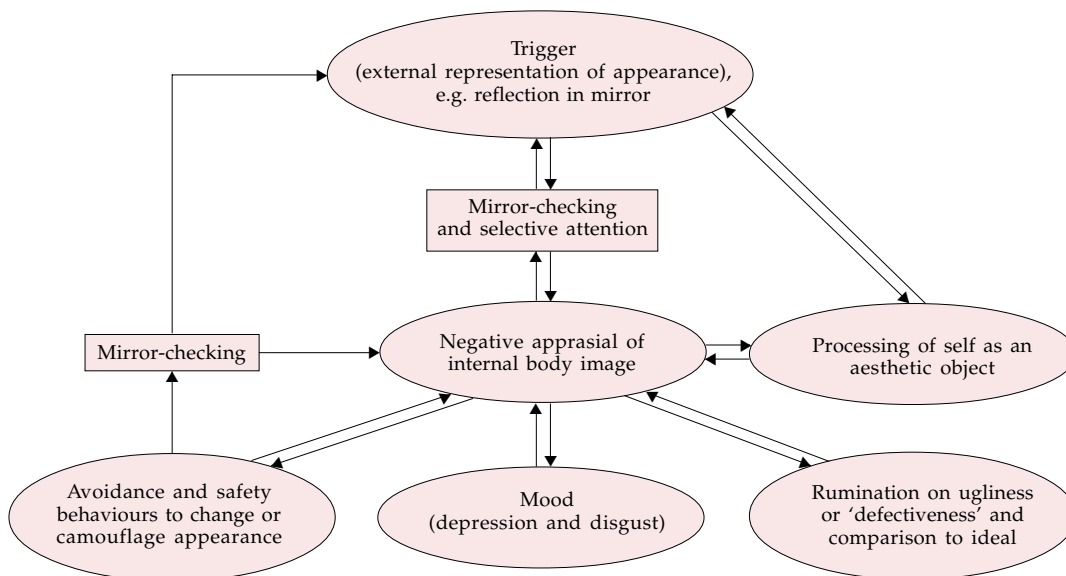 Trigger
(external representation of appearance),
e.g. reflection in mirror
Mirror-checking
and selective attention
Mirror-checking
Negative apprasial of
internal body image
Processing of self as an
aesthetic object
Avoidance and safety
behaviours to change or
camouflage appearance
Mood
(depression and disgust)
Rumination on ugliness
or ‘defectiveness’ and
comparison to ideal